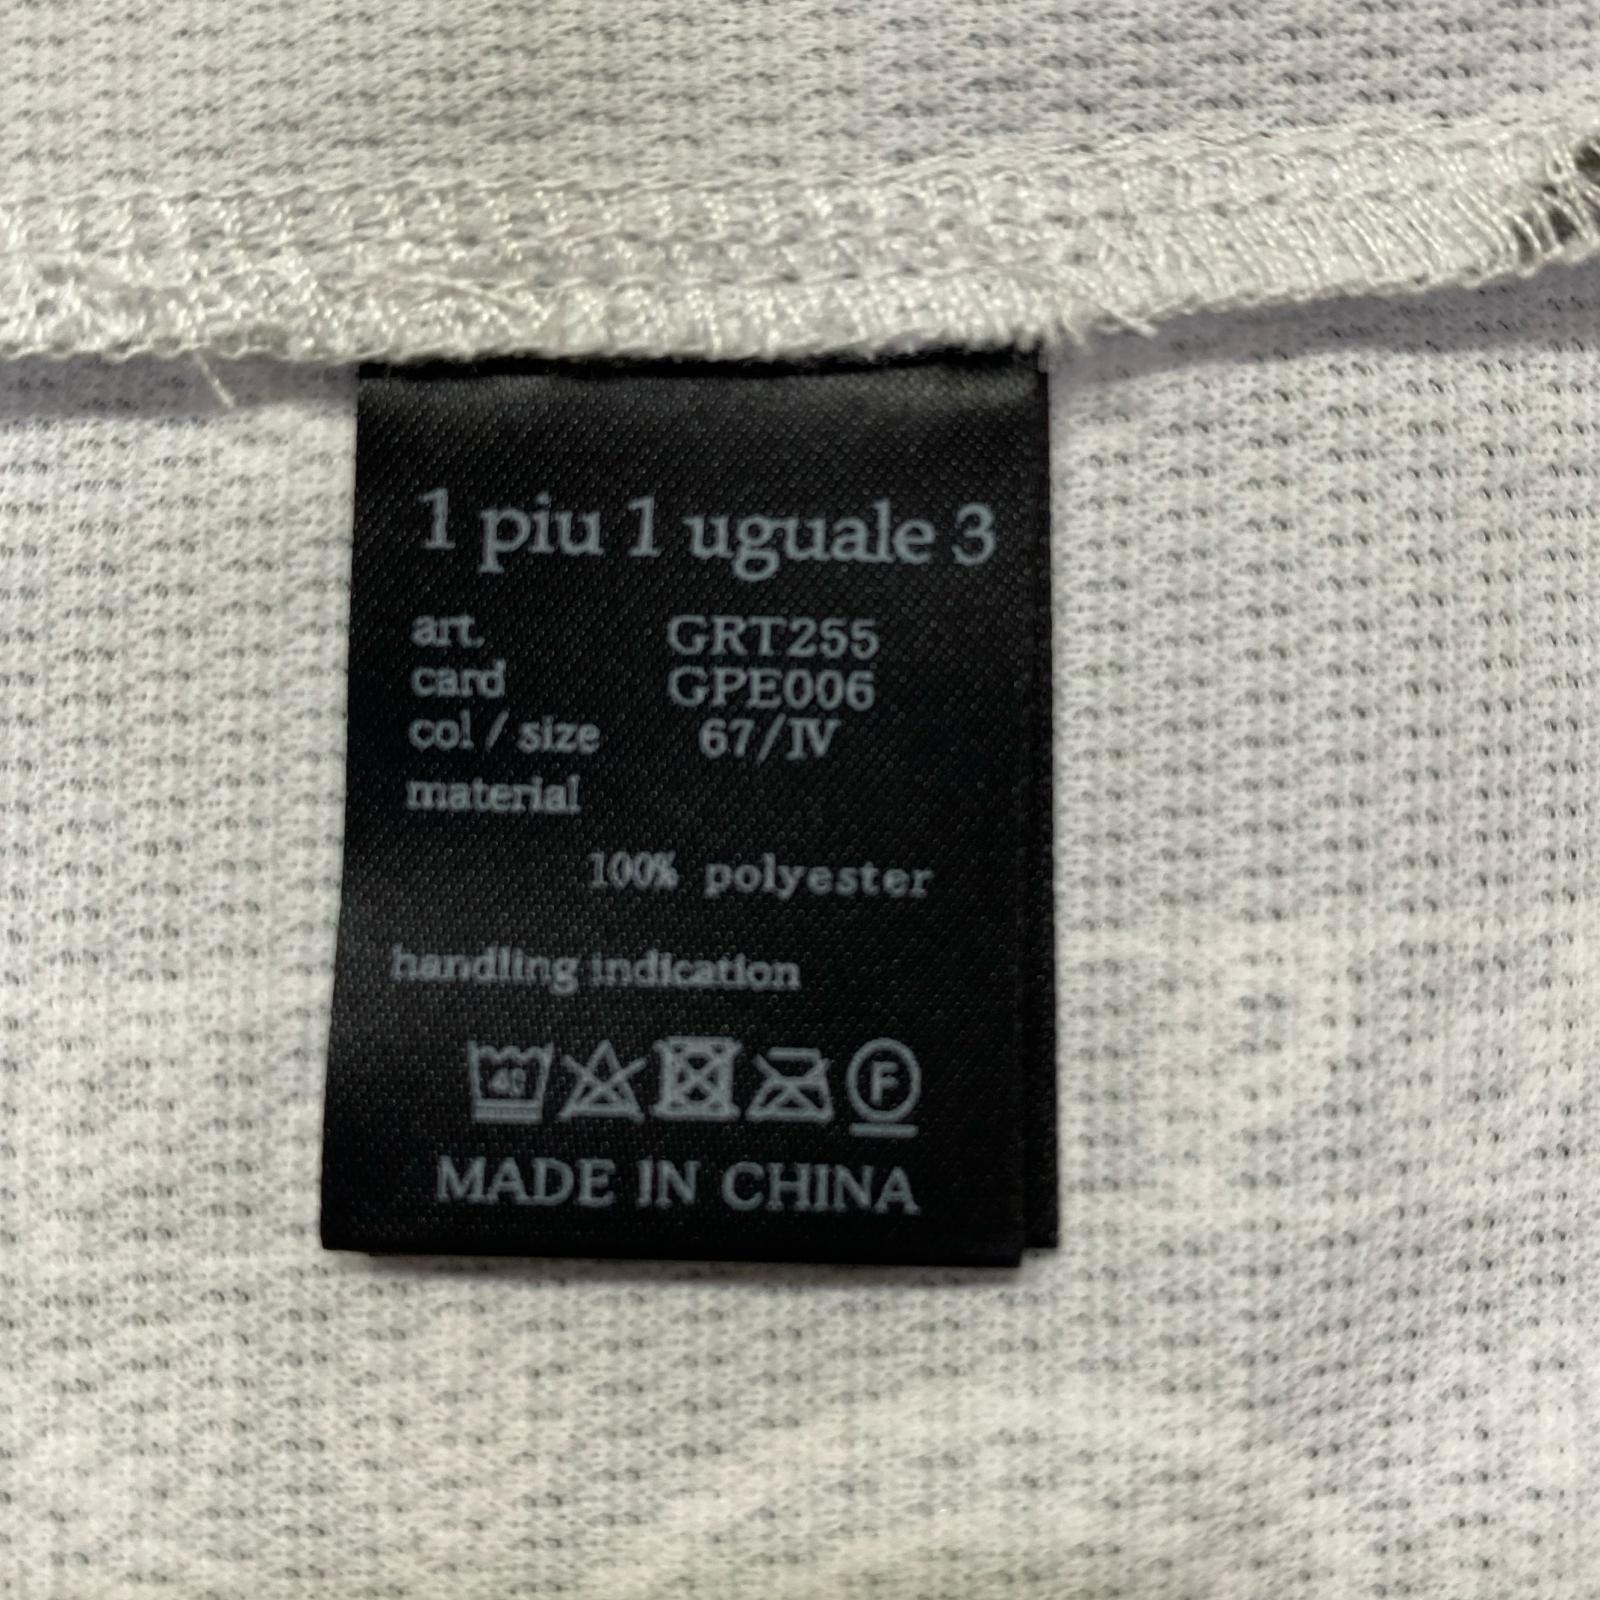 1 piu 1 uguale 3
art. GRT255
card GPE006
col / size 67/IV
material
100% polyester
handling indication
40 F
MADE IN CHINA